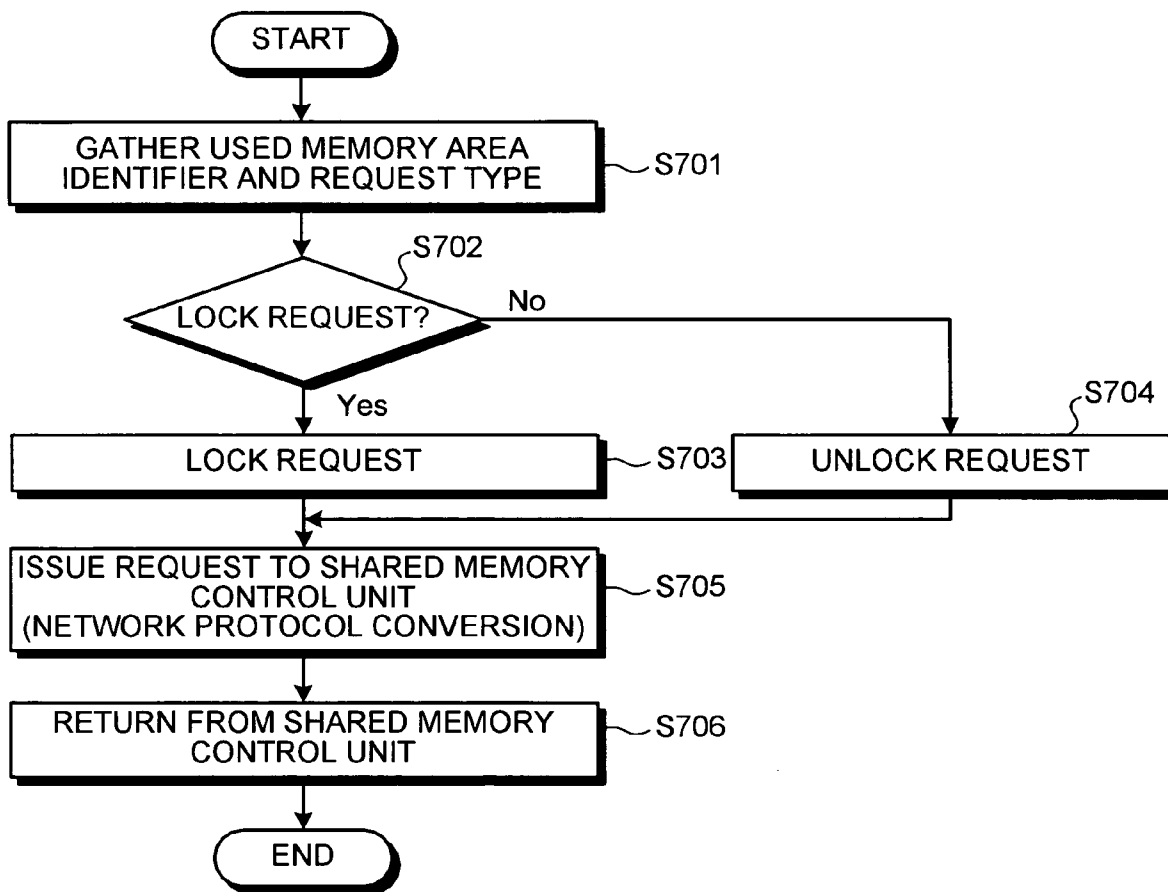 START
GATHER USED MEMORY AREA
IDENTIFIER AND REQUEST TYPE
S701
S702
LOCK REQUEST?
No
Yes
S704
LOCK REQUEST
S703
UNLOCK REQUEST
ISSUE REQUEST TO SHARED MEMORY
CONTROL UNIT
(NETWORK PROTOCOL CONVERSION)
S705
RETURN FROM SHARED MEMORY
CONTROL UNIT
S706
END